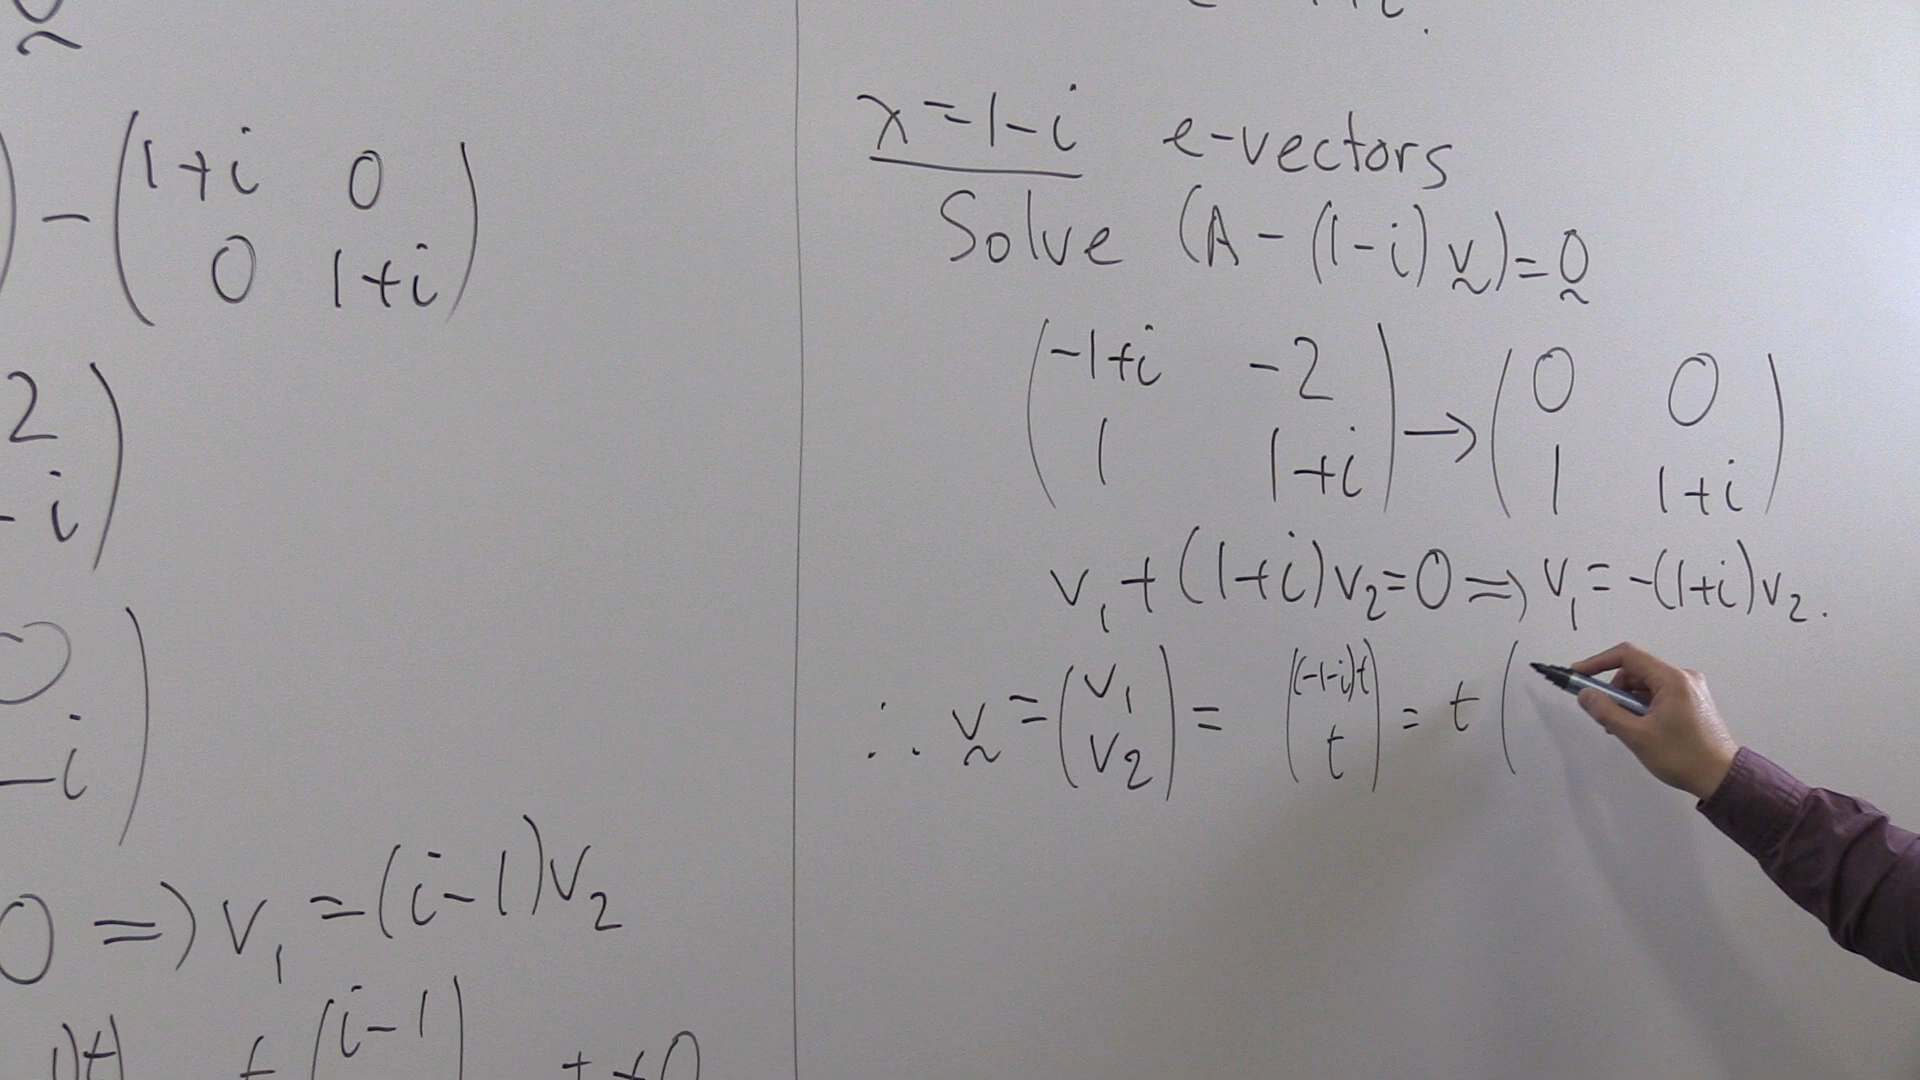 - (1+i 0
0 1+i)
2
-i)
-i)
0 => v₁ = (i-1)v₂
(i-1)
λ=1-i e-vectors
Solve (A-(1-i)v)=0
(-1+i -2) → (0 0)
(1 1+i) (1 1+i)
v₁+(1+i)v₂=0 => v₁=-(1+i)v₂.
∴ v = (v₁ v₂) = ((-1-i)t t) = t (